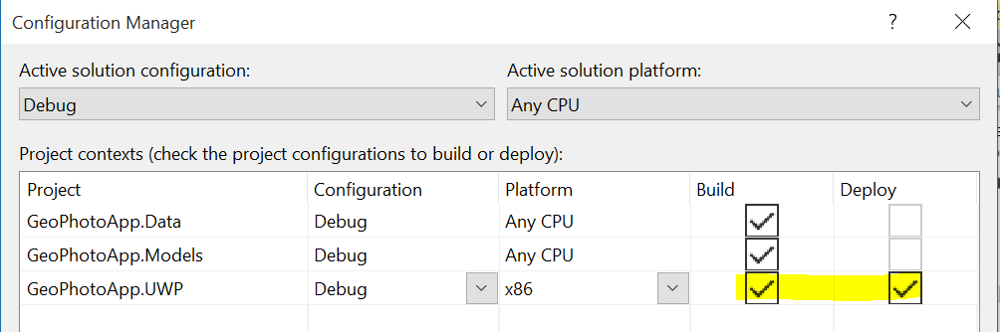 Configuration Manager ?
Active solution configuration: Active solution platform:
Debug Any CPU
Project contexts (check the project configurations to build or deploy):
Project Configuration Platform Build Deploy
GeoPhotoApp.Data Debug Any CPU
GeoPhotoApp.Models Debug Any CPU
GeoPhotoApp.UWP Debug x86